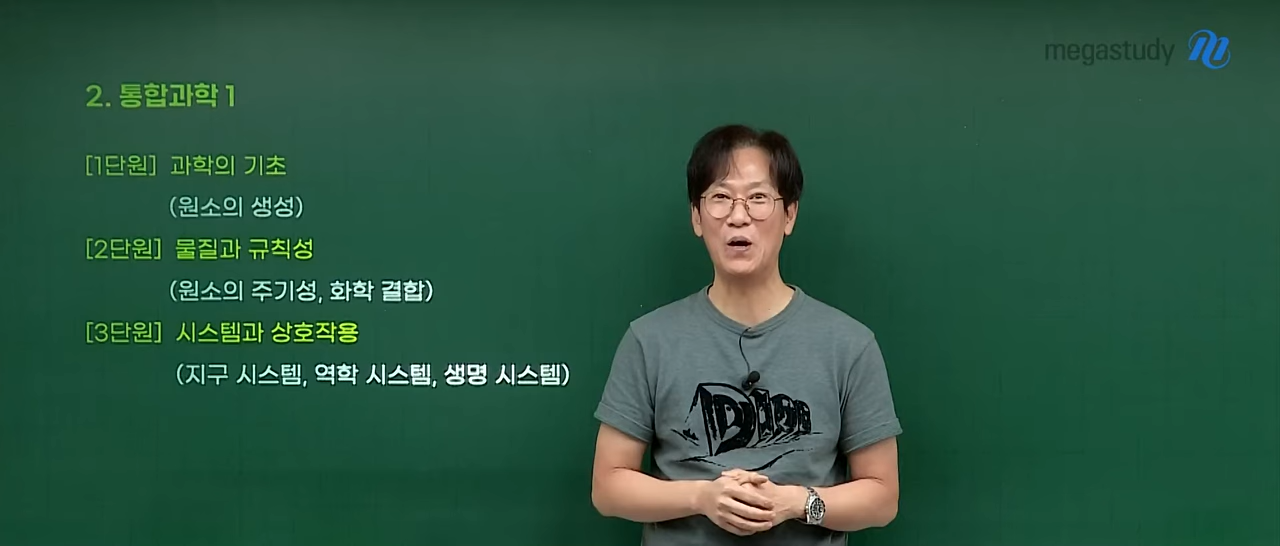 megastudy
2. 통합과학 1
[1단원] 과학의 기초
(원소의 생성)
[2단원] 물질과 규칙성
(원소의 주기성, 화학 결합)
[3단원] 시스템과 상호작용
(지구 시스템, 역학 시스템, 생명 시스템)